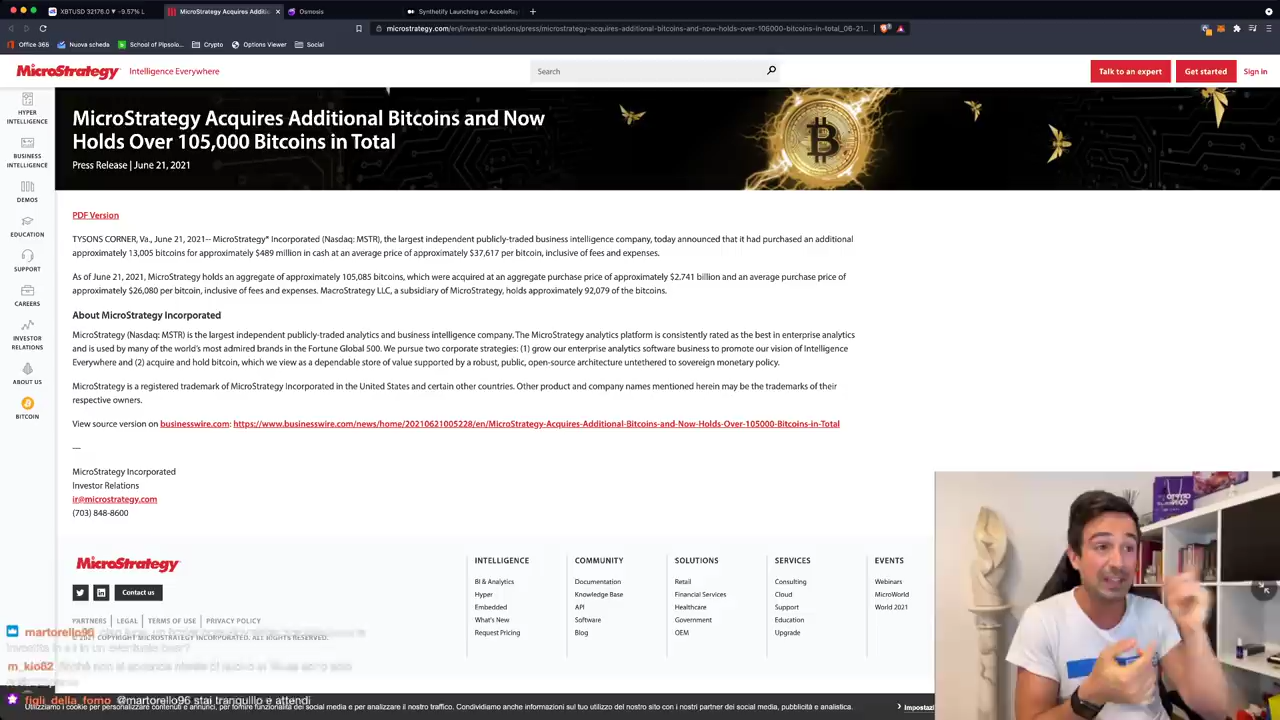 XBTUSD 32176.0 ▼ -9.57%
MicroStrategy Acquires Additio
Osmosis
Synthetify Launching on AcceleRay
microstrategy.com/en/investor-relations/press/microstrategy-acquires-additional-bitcoins-and-now-holds-over-105000-bitcoins-in-total_06-21...
Office 365
Nuova scheda
School of Pipsolo...
Crypto
Options Viewer
Social
MicroStrategy
Intelligence Everywhere
Search
Talk to an expert
Get started
Sign in
HYPER
INTELLIGENCE
BUSINESS
INTELLIGENCE
DEMOS
EDUCATION
SUPPORT
CAREERS
INVESTOR
RELATIONS
ABOUT US
BITCOIN
MicroStrategy Acquires Additional Bitcoins and Now
Holds Over 105,000 Bitcoins in Total
Press Release | June 21, 2021
PDF Version
TYSONS CORNER, Va., June 21, 2021-- MicroStrategy® Incorporated (Nasdaq: MSTR), the largest independent publicly-traded business intelligence company, today announced that it had purchased an additional
approximately 13,005 bitcoins for approximately $489 million in cash at an average price of approximately $37,617 per bitcoin, inclusive of fees and expenses.
As of June 21, 2021, MicroStrategy holds an aggregate of approximately 105,085 bitcoins, which were acquired at an aggregate purchase price of approximately $2.741 billion and an average purchase price of
approximately $26,080 per bitcoin, inclusive of fees and expenses. MacroStrategy LLC, a subsidiary of MicroStrategy, holds approximately 92,079 of the bitcoins.
About MicroStrategy Incorporated
MicroStrategy (Nasdaq: MSTR) is the largest independent publicly-traded analytics and business intelligence company. The MicroStrategy analytics platform is consistently rated as the best in enterprise analytics
and is used by many of the world's most admired brands in the Fortune Global 500. We pursue two corporate strategies: (1) grow our enterprise analytics software business to promote our vision of Intelligence
Everywhere and (2) acquire and hold bitcoin, which we view as a dependable store of value supported by a robust, public, open-source architecture untethered to sovereign monetary policy.
MicroStrategy is a registered trademark of MicroStrategy Incorporated in the United States and certain other countries. Other product and company names mentioned herein may be the trademarks of their
respective owners.
View source version on businesswire.com: https://www.businesswire.com/news/home/20210621005228/en/MicroStrategy-Acquires-Additional-Bitcoins-and-Now-Holds-Over-105000-Bitcoins-in-Total
—
MicroStrategy Incorporated
Investor Relations
ir@microstrategy.com
(703) 848-8600
MicroStrategy
Contact us
PARTNERS
LEGAL
TERMS OF USE
PRIVACY POLICY
© 2021 COPYRIGHT MICROSTRATEGY INCORPORATED. ALL RIGHTS RESERVED.
INTELLIGENCE
BI & Analytics
Hyper
Embedded
What's New
Request Pricing
COMMUNITY
Documentation
Knowledge Base
API
Software
Blog
SOLUTIONS
Retail
Financial Services
Healthcare
Government
OEM
SERVICES
Consulting
Cloud
Support
Education
Upgrade
EVENTS
Webinars
MicroWorld
World 2021
martorello96
m_kio82
figli_della_forno @martorello96 stai tranquillo e attendi
Utilizziamo i cookie per personalizzare contenuti e annunci, per fornire funzionalità dei social media e per analizzare il nostro traffico. Condividiamo anche informazioni sul tuo utilizzo del nostro sito con i nostri partner dei social media, pubblicità e analitica.
Impostazi